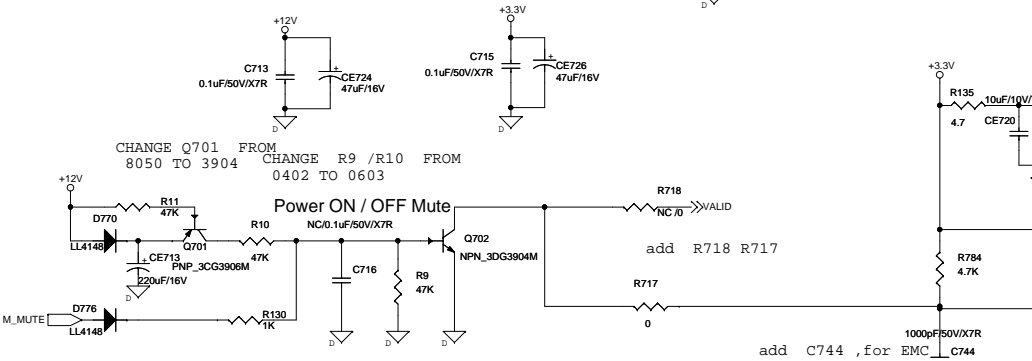 D
+12V
C713
0.1uF/50V/X7R
+
CE724
47uF/16V
D
+3.3V
C715
0.1uF/50V/X7R
+
CE726
47uF/16V
D
+3.3V
R135
4.7
10uF/10V/
CE720
CHANGE Q701 FROM
8050 TO 3904
CHANGE R9 /R10 FROM
0402 TO 0603
+12V
R11
47K
D770
LL4148
Q701
PNP_3CG3906M
+
CE713
220uF/16V
D
R10
47K
Power ON / OFF Mute
NC/0.1uF/50V/X7R
C716
D
R9
47K
D
Q702
NPN_3DG3904M
D
R718
NC /0
VALID
add R718 R717
R717
0
R784
4.7K
M_MUTE
D776
LL4148
R130
1K
1000pF/50V/X7R
add C744 ,for EMC
C744